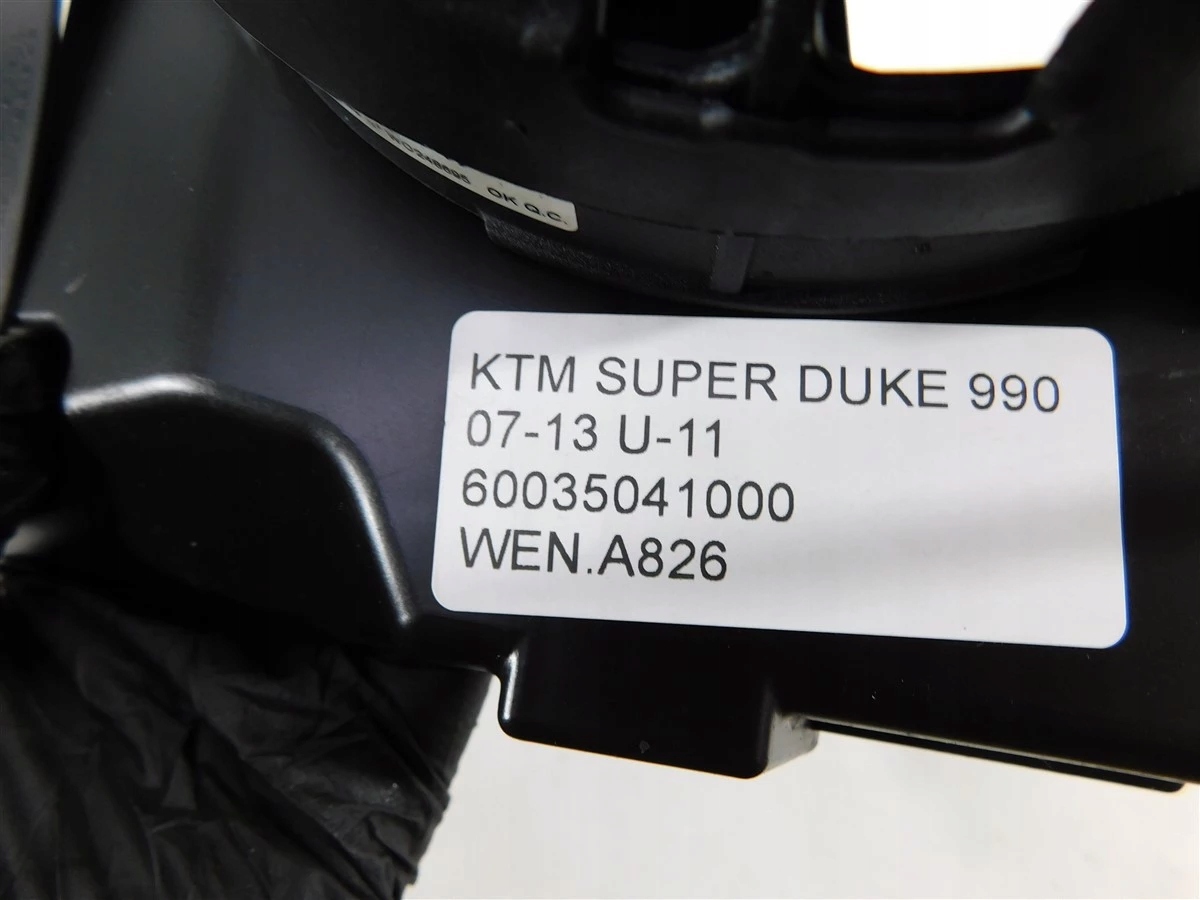 OK Q.C.
KTM SUPER DUKE 990
07-13 U-11
60035041000
WEN.A826